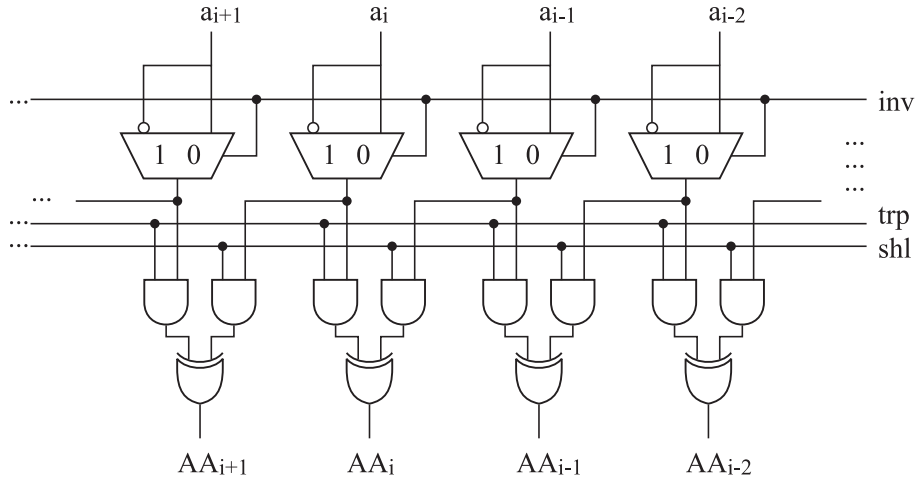 ai+1 ai ai-1 ai-2
... inv
1 0 1 0 1 0 1 0
...
...
... ...
... trp
... shl
AAi+1 AAi AAi-1 AAi-2